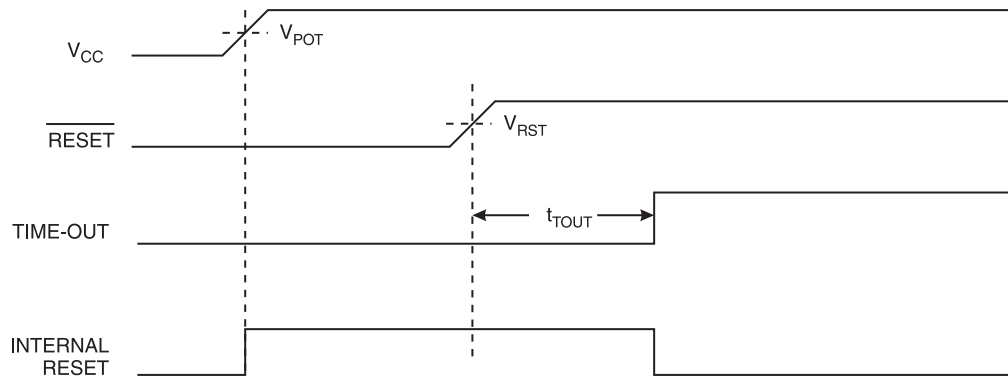 V_CC
V_POT
RESET
V_RST
TIME-OUT
t_TOUT
INTERNAL
RESET